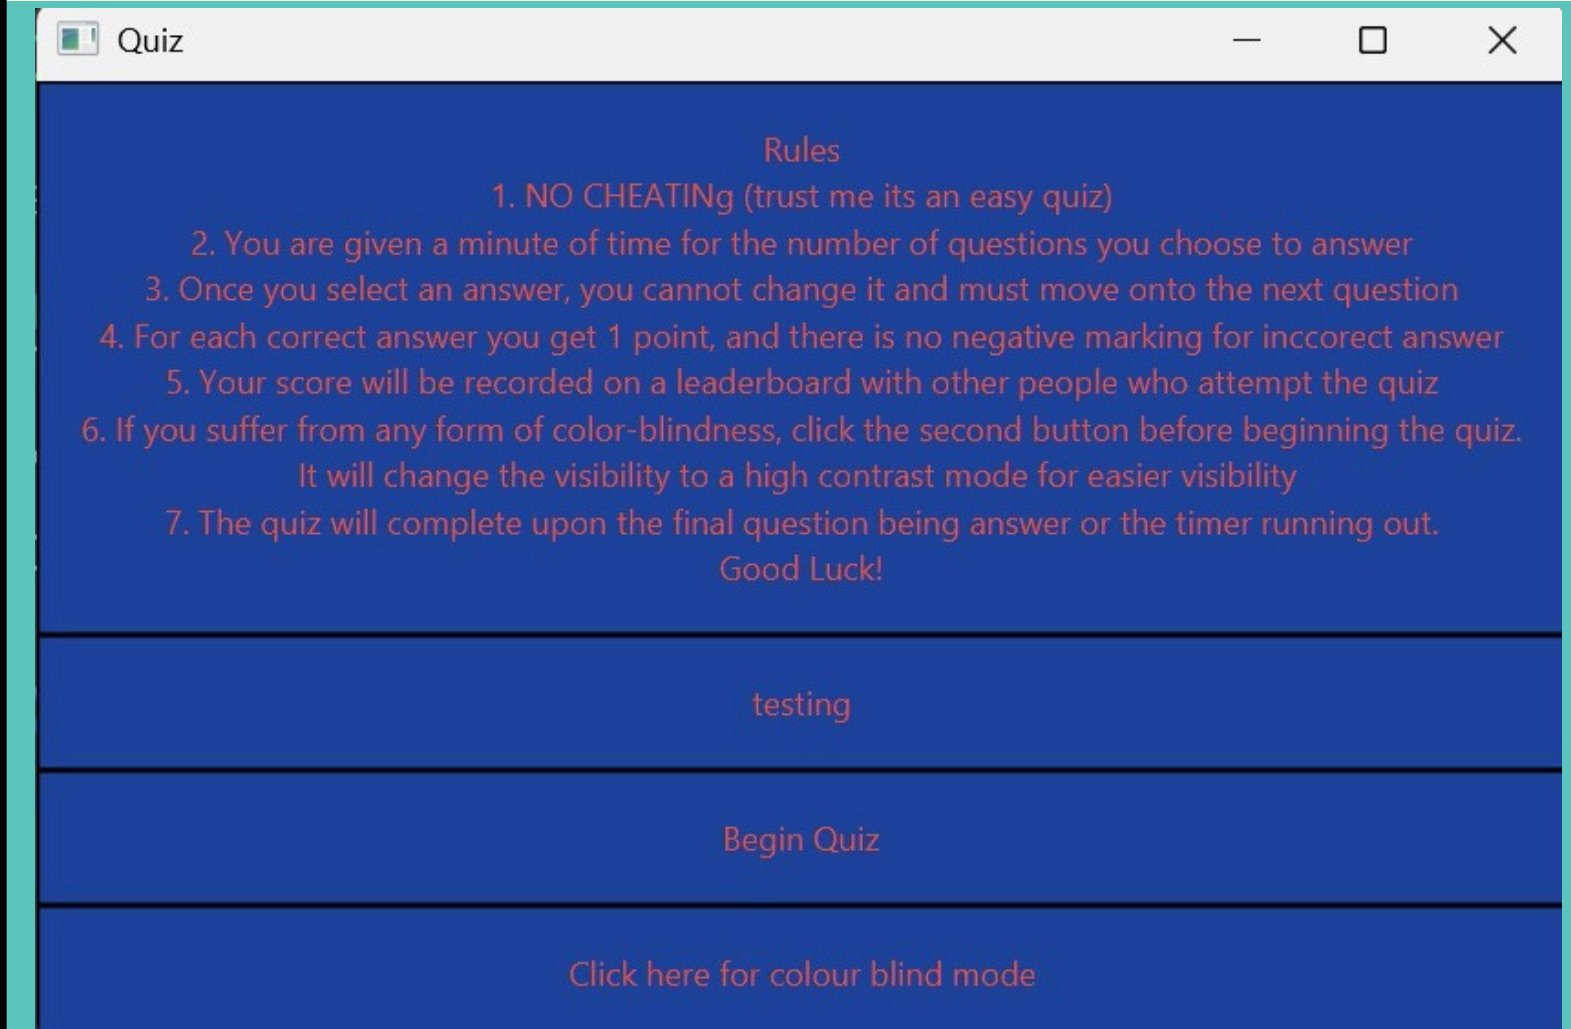 Quiz
Rules
1. NO CHEATINg (trust me its an easy quiz)
2. You are given a minute of time for the number of questions you choose to answer
3. Once you select an answer, you cannot change it and must move onto the next question
4. For each correct answer you get 1 point, and there is no negative marking for inccorect answer
5. Your score will be recorded on a leaderboard with other people who attempt the quiz
6. If you suffer from any form of color-blindness, click the second button before beginning the quiz.
It will change the visibility to a high contrast mode for easier visibility
7. The quiz will complete upon the final question being answer or the timer running out.
Good Luck!
testing
Begin Quiz
Click here for colour blind mode